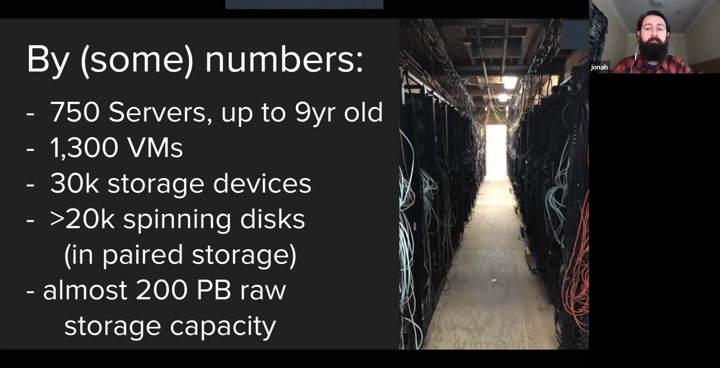 By (some) numbers:
- 750 Servers, up to 9yr old
- 1,300 VMs
- 30k storage devices
- >20k spinning disks
(in paired storage)
- almost 200 PB raw
storage capacity
jonah